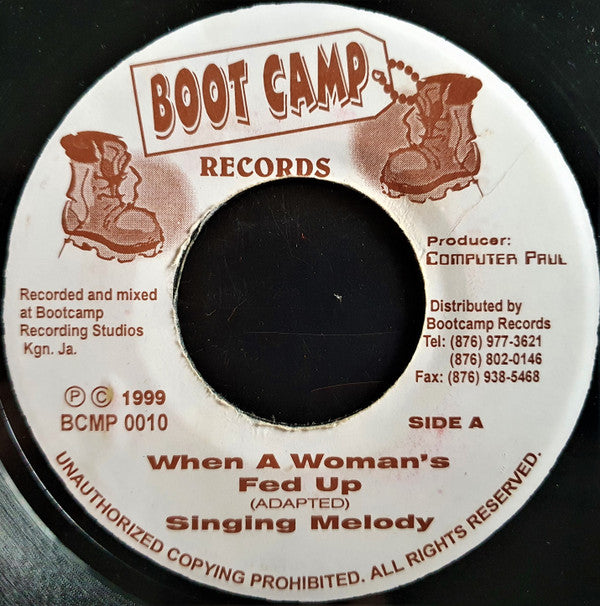 BOOT CAMP
RECORDS
Producer:
COMPUTER PAUL
Recorded and mixed
at Bootcamp
Recording Studios
Kgn. Ja.
Distributed by
Bootcamp Records
Tel: (876) 977-3621
(876) 802-0146
Fax: (876) 938-5468
Ⓟ © 1999
BCMP 0010
SIDE A
When A Woman's
Fed Up
(ADAPTED)
Singing Melody
UNAUTHORIZED COPYING PROHIBITED. ALL RIGHTS RESERVED.